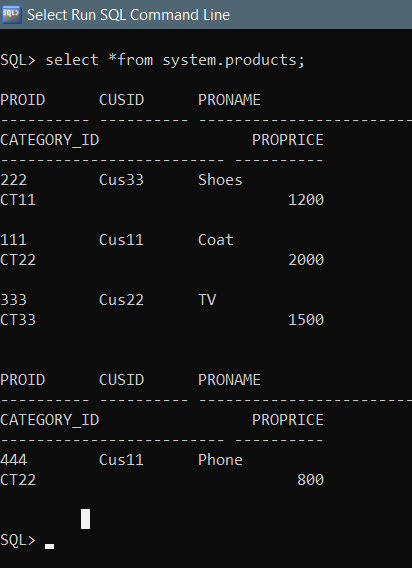 Select Run SQL Command Line
SQL> select *from system.products;
PROID      CUSID      PRONAME
---------- ---------- ------------------------
CATEGORY_ID                 PROPRICE
------------------------- ----------
222        Cus33      Shoes
CT11                            1200
111        Cus11      Coat
CT22                            2000
333        Cus22      TV
CT33                            1500
PROID      CUSID      PRONAME
---------- ---------- ------------------------
CATEGORY_ID                 PROPRICE
------------------------- ----------
444        Cus11      Phone
CT22                             800
SQL>